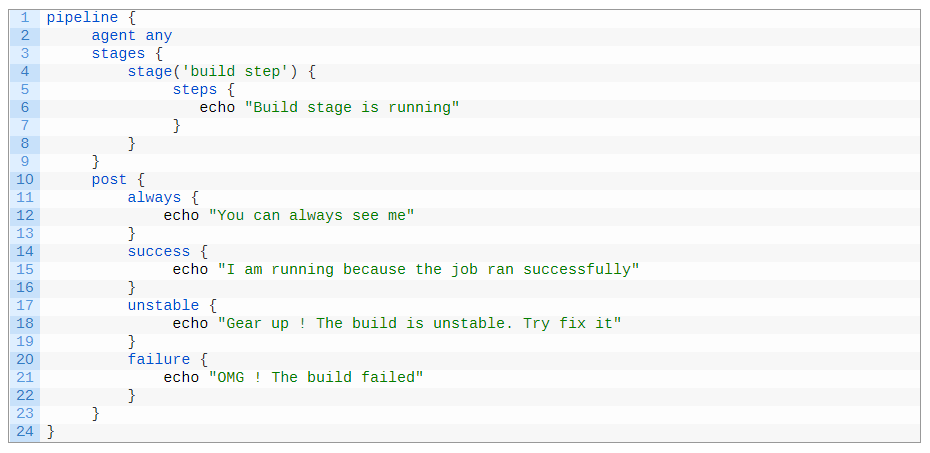 1 pipeline {
2 agent any
3 stages {
4 stage('build step') {
5 steps {
6 echo "Build stage is running"
7 }
8 }
9 }
10 post {
11 always {
12 echo "You can always see me"
13 }
14 success {
15 echo "I am running because the job ran successfully"
16 }
17 unstable {
18 echo "Gear up ! The build is unstable. Try fix it"
19 }
20 failure {
21 echo "OMG ! The build failed"
22 }
23 }
24 }